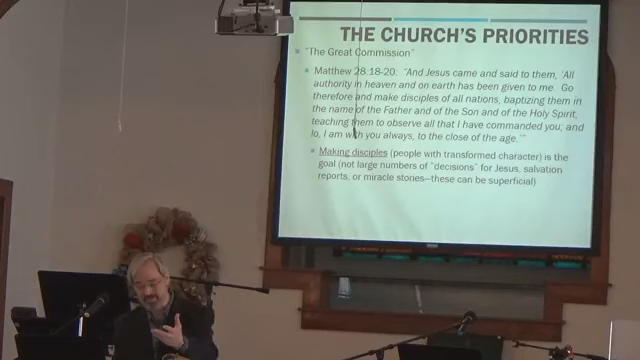 THE CHURCH'S PRIORITIES
"The Great Commission"
Matthew 28:18-20: "And Jesus came and said to them, 'All
authority in heaven and on earth has been given to me. Go
therefore and make disciples of all nations, baptizing them in
the name of the Father and of the Son and of the Holy Spirit,
teaching them to observe all that I have commanded you; and
lo, I am with you always, to the close of the age.'"
Making disciples (people with transformed character) is the
goal (not large numbers of "decisions" for Jesus, salvation
reports, or miracle stories—these can be superficial)